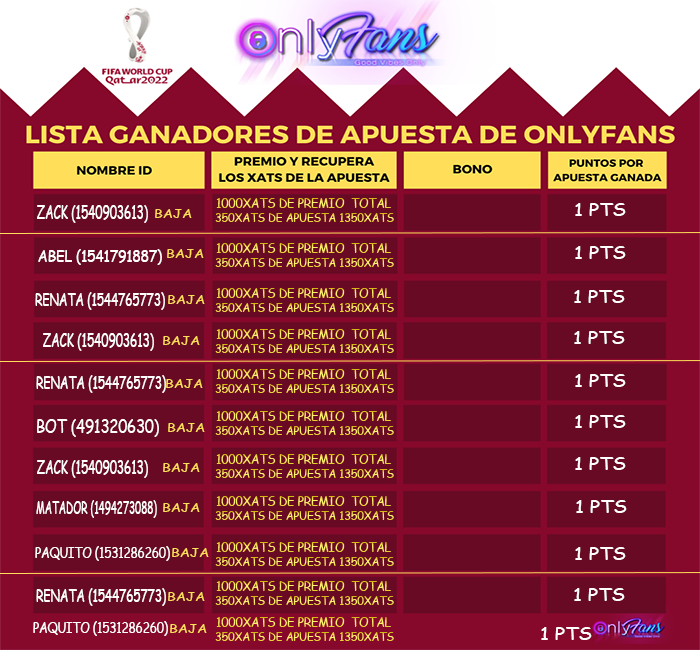 OnlyFans
Good Vibes Only
FIFA WORLD CUP
Qatar2022
LISTA GANADORES DE APUESTA DE ONLYFANS
NOMBRE ID
PREMIO Y RECUPERA
LOS XATS DE LA APUESTA
BONO
PUNTOS POR
APUESTA GANADA
ZACK (1540903613) BAJA
1000XATS DE PREMIO TOTAL
350XATS DE APUESTA 1350XATS
1 PTS
ABEL (1541791887) BAJA
1000XATS DE PREMIO TOTAL
350XATS DE APUESTA 1350XATS
1 PTS
RENATA (1544765773) BAJA
1000XATS DE PREMIO TOTAL
350XATS DE APUESTA 1350XATS
1 PTS
ZACK (1540903613) BAJA
1000XATS DE PREMIO TOTAL
350XATS DE APUESTA 1350XATS
1 PTS
RENATA (1544765773) BAJA
1000XATS DE PREMIO TOTAL
350XATS DE APUESTA 1350XATS
1 PTS
BOT (491320630) BAJA
1000XATS DE PREMIO TOTAL
350XATS DE APUESTA 1350XATS
1 PTS
ZACK (1540903613) BAJA
1000XATS DE PREMIO TOTAL
350XATS DE APUESTA 1350XATS
1 PTS
MATADOR (1494273088) BAJA
1000XATS DE PREMIO TOTAL
350XATS DE APUESTA 1350XATS
1 PTS
PAQUITO (1531286260) BAJA
1000XATS DE PREMIO TOTAL
350XATS DE APUESTA 1350XATS
1 PTS
RENATA (1544765773) BAJA
1000XATS DE PREMIO TOTAL
350XATS DE APUESTA 1350XATS
1 PTS
PAQUITO (1531286260) BAJA
1000XATS DE PREMIO TOTAL
350XATS DE APUESTA 1350XATS
1 PTS
OnlyFans